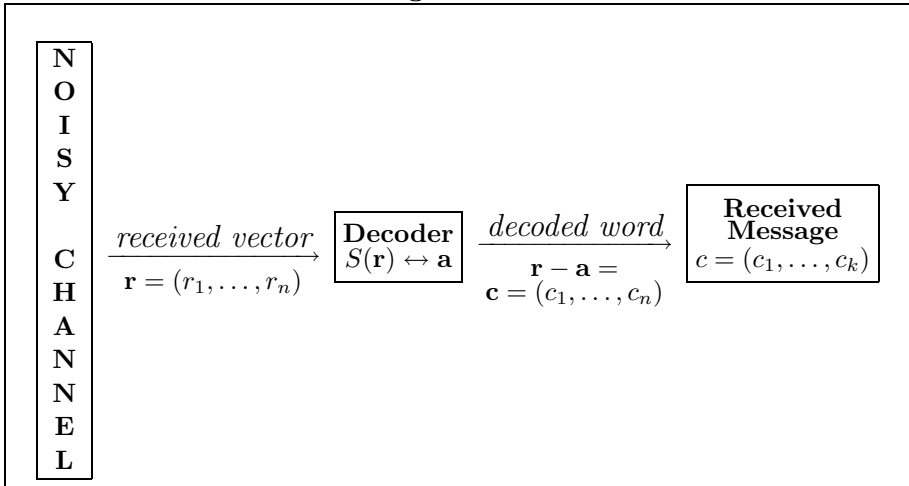 N
O
I
S
Y
C
H
A
N
N
E
L
received vector
r = (r₁, . . . , rₙ)
Decoder
S(r) ↔ a
decoded word
r − a =
c = (c₁, . . . , cₙ)
Received
Message
c = (c₁, . . . , cₖ)